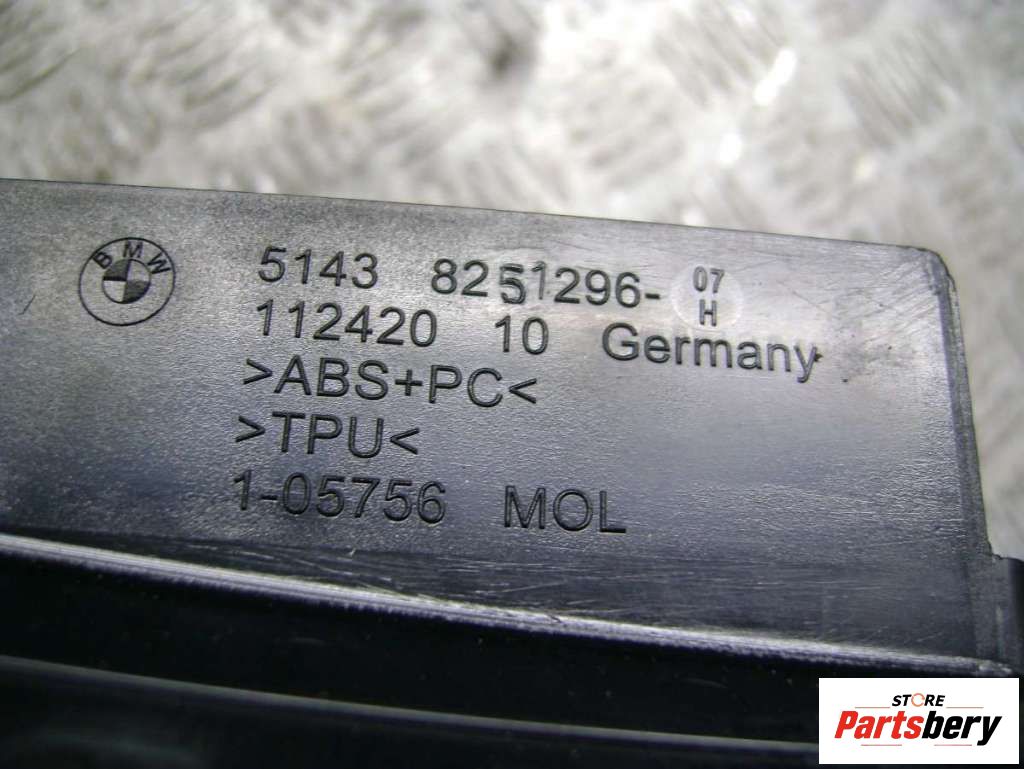 BMW
5143 8251296- 07
H
112420 10 Germany
>ABS+PC<
>TPU<
1-05756 MOL
STORE
Partsbery